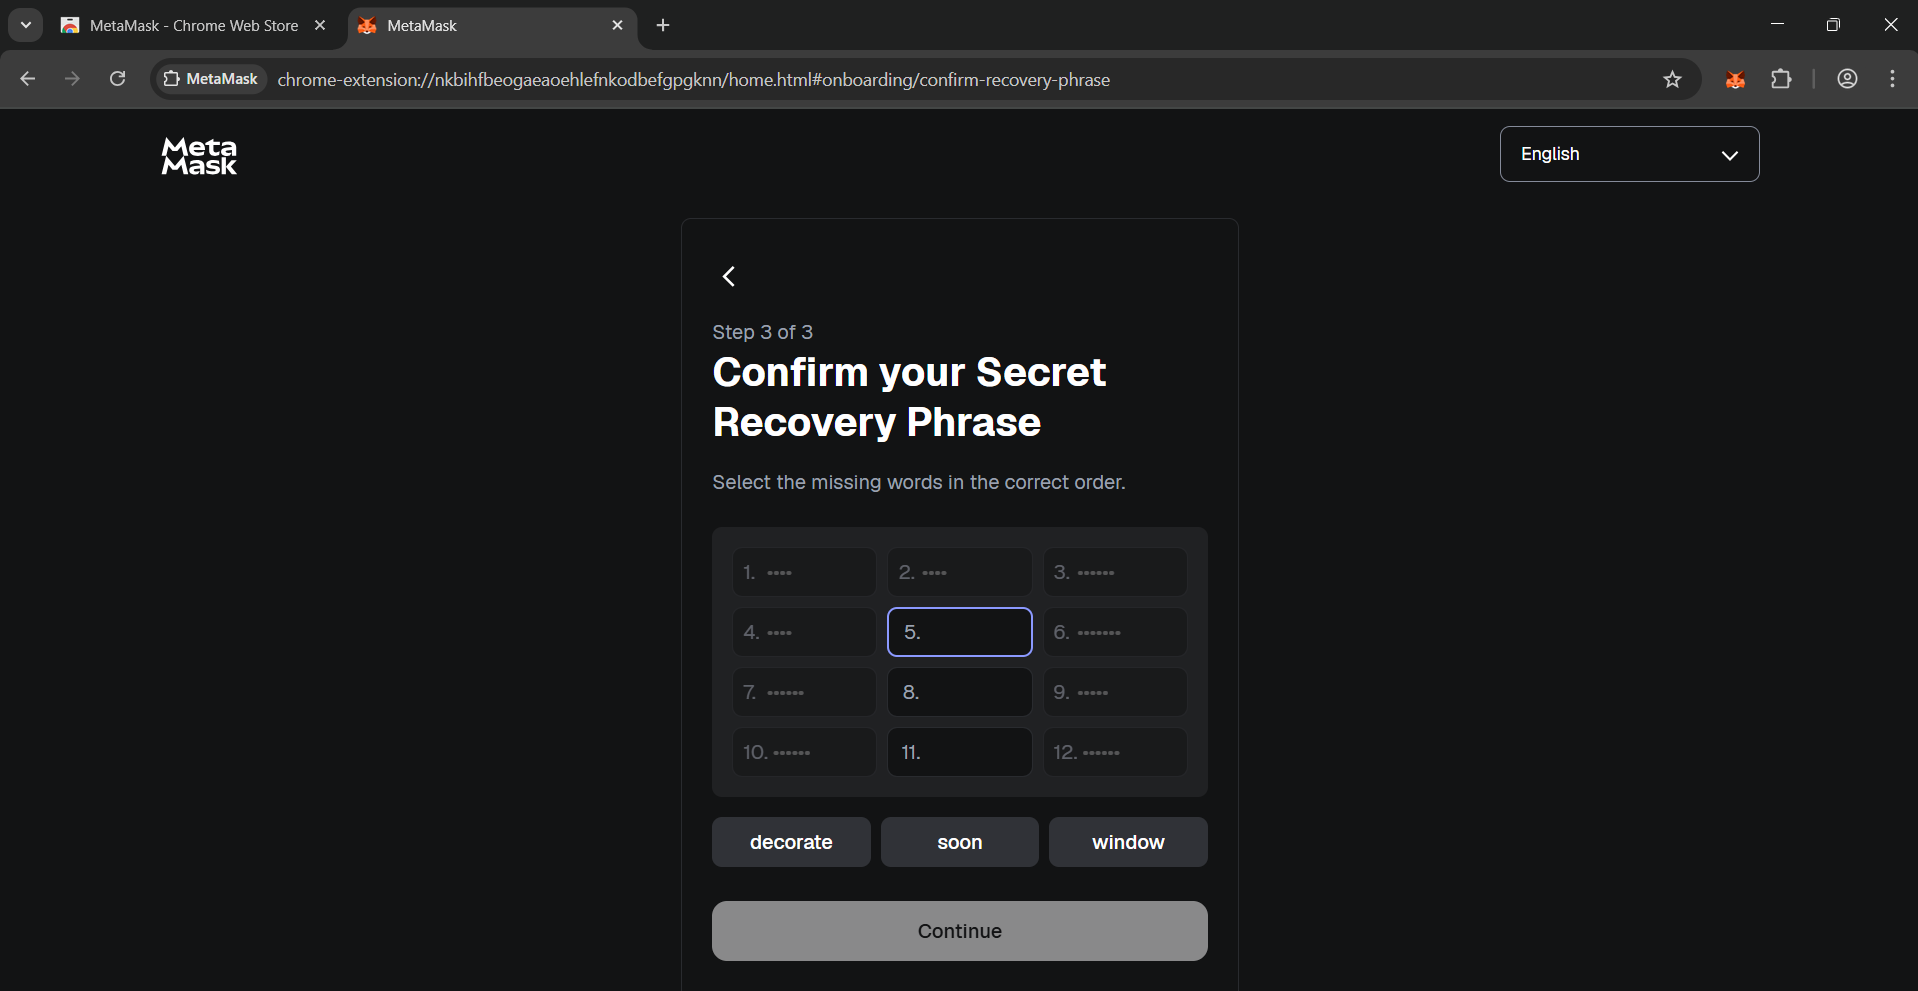 MetaMask - Chrome Web Store
MetaMask
MetaMask
chrome-extension://nkbihfbeogaeaoehlefnkodbefgpgknn/home.html#onboarding/confirm-recovery-phrase
Meta
Mask
English
Step 3 of 3
Confirm your Secret
Recovery Phrase
Select the missing words in the correct order.
1. ••••
2. ••••
3. ••••••
4. ••••
5.
6. •••••••
7. ••••••
8.
9. •••••
10. ••••••
11.
12. ••••••
decorate
soon
window
Continue